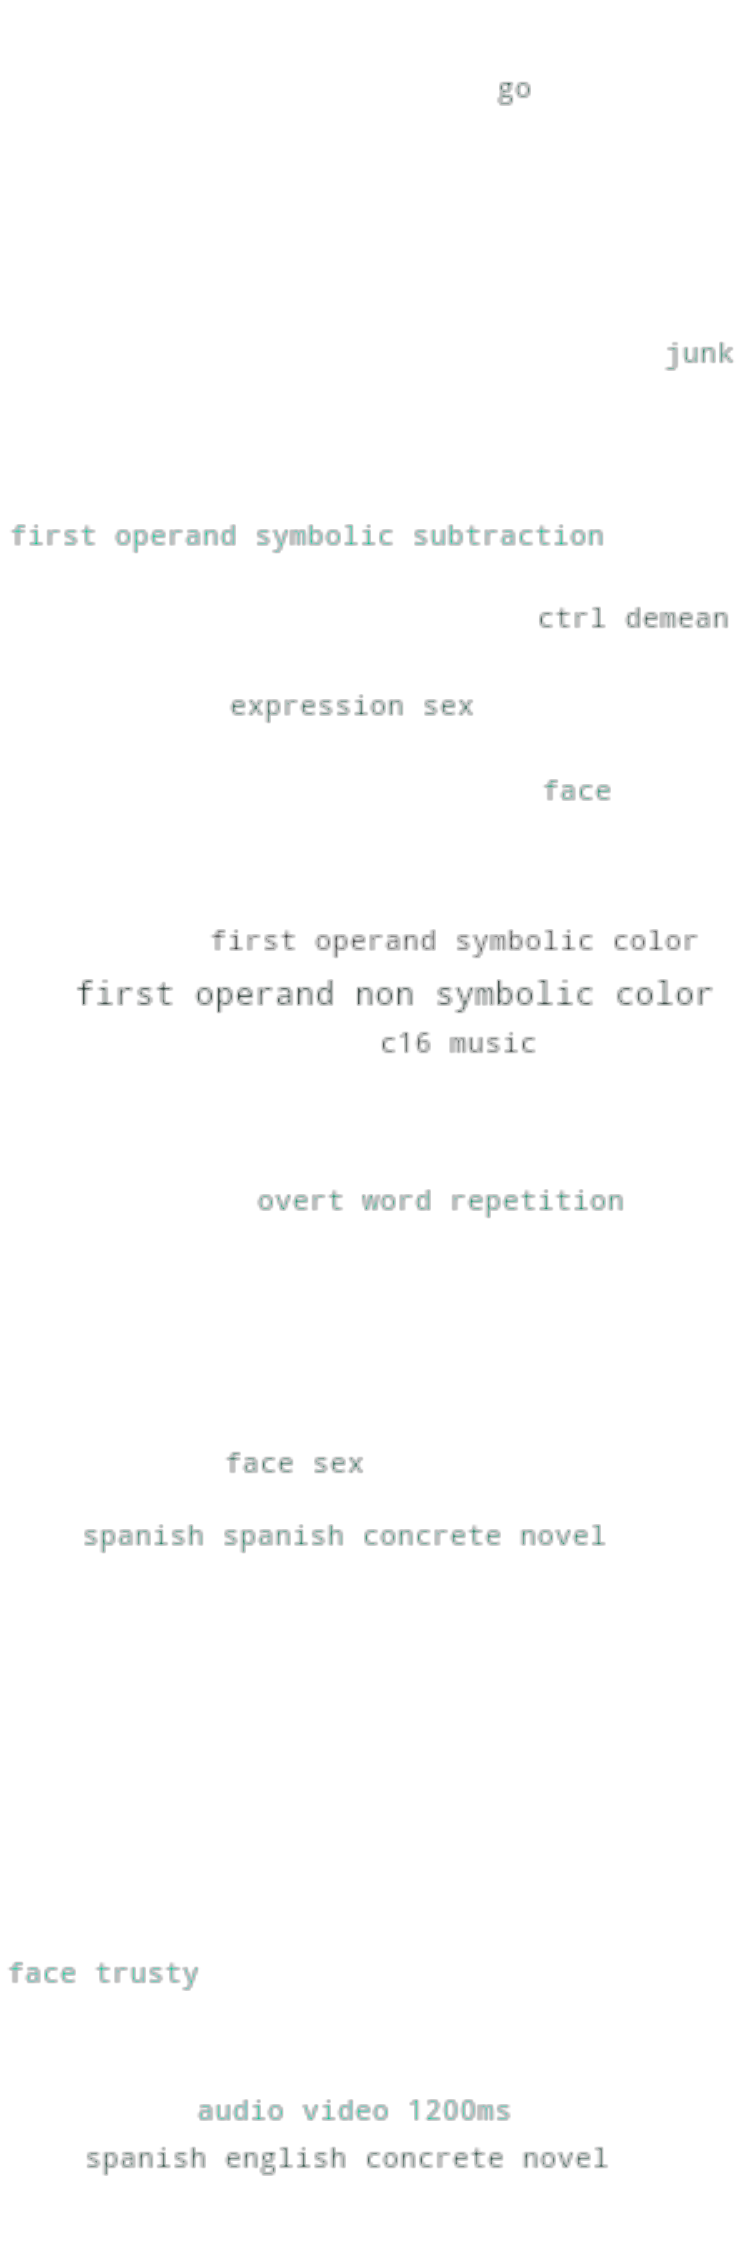 go
junk
first operand symbolic subtraction
ctrl demean
expression sex
face
first operand symbolic color
first operand non symbolic color
c16 music
overt word repetition
face sex
spanish spanish concrete novel
face trusty
audio video 1200ms
spanish english concrete novel